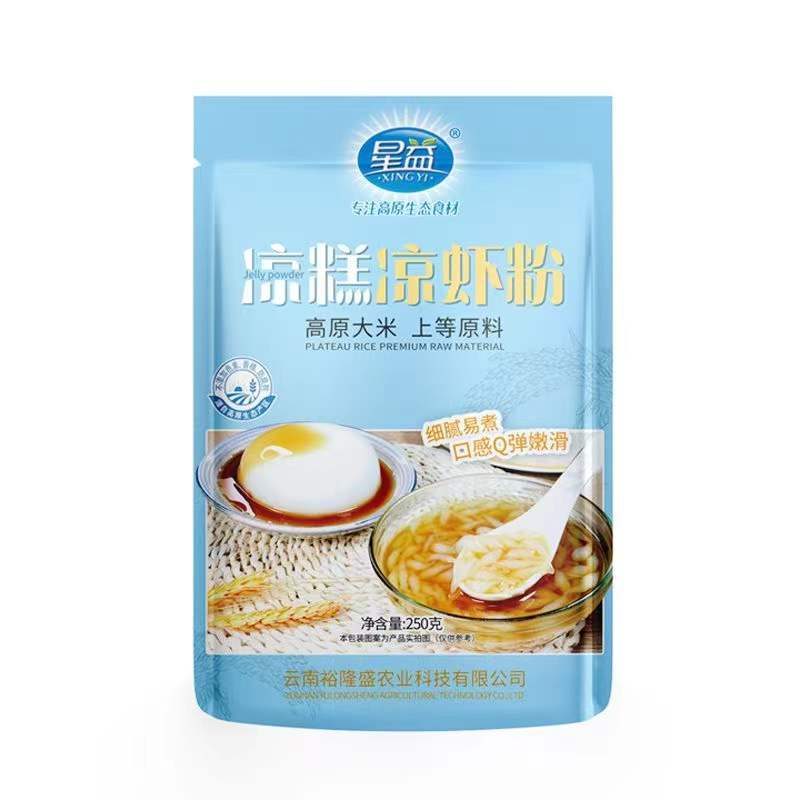 星益
®
·XING YI·
专注高原生态食材
凉糕凉虾粉
Jelly powder
高原大米 上等原料
PLATEAU RICE PREMIUM RAW MATERIAL
细腻易煮
口感Q弹嫩滑
净含量:250克
本包装图案为产品实拍图(仅供参考)
云南裕隆盛农业科技有限公司
YUNNAN YULONGSHENG AGRICULTURAL TECHNOLOGY CO.,LTD